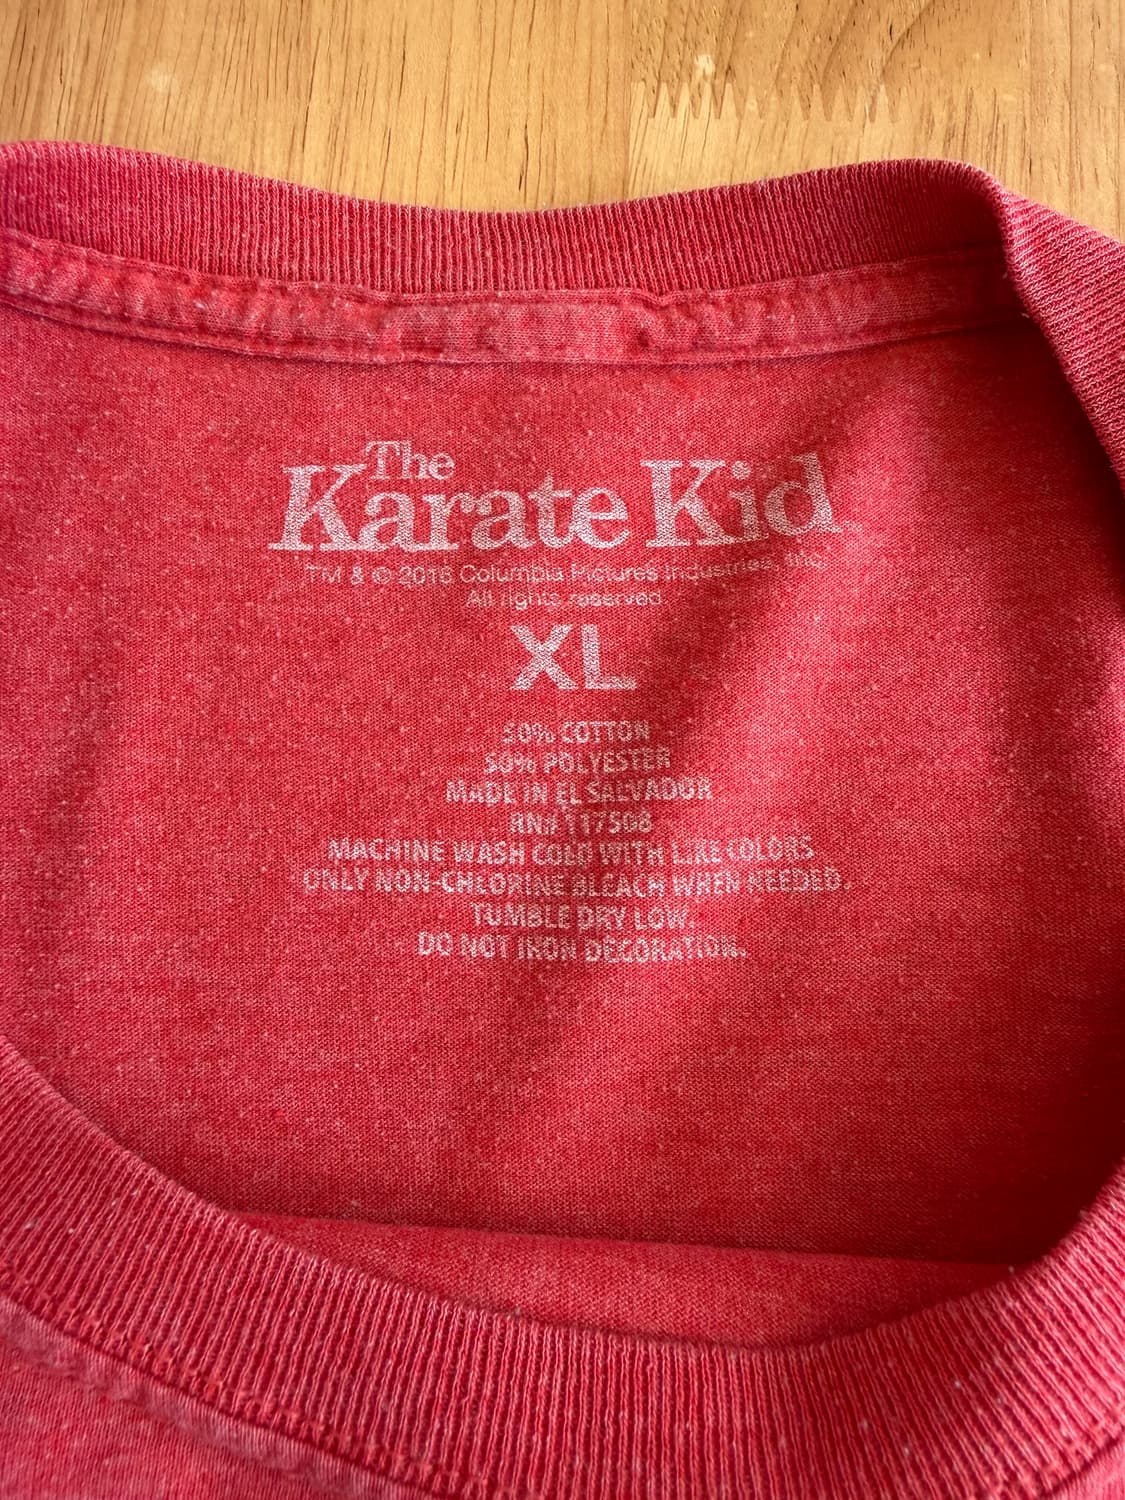 The
Karate Kid
TM & © 2016 Columbia Pictures Industries, Inc.
All rights reserved
XL
50% COTTON
50% POLYESTER
MADE IN EL SALVADOR
RN# 117508
MACHINE WASH COLD WITH LIKE COLORS
ONLY NON-CHLORINE BLEACH WHEN NEEDED.
TUMBLE DRY LOW.
DO NOT IRON DECORATION.